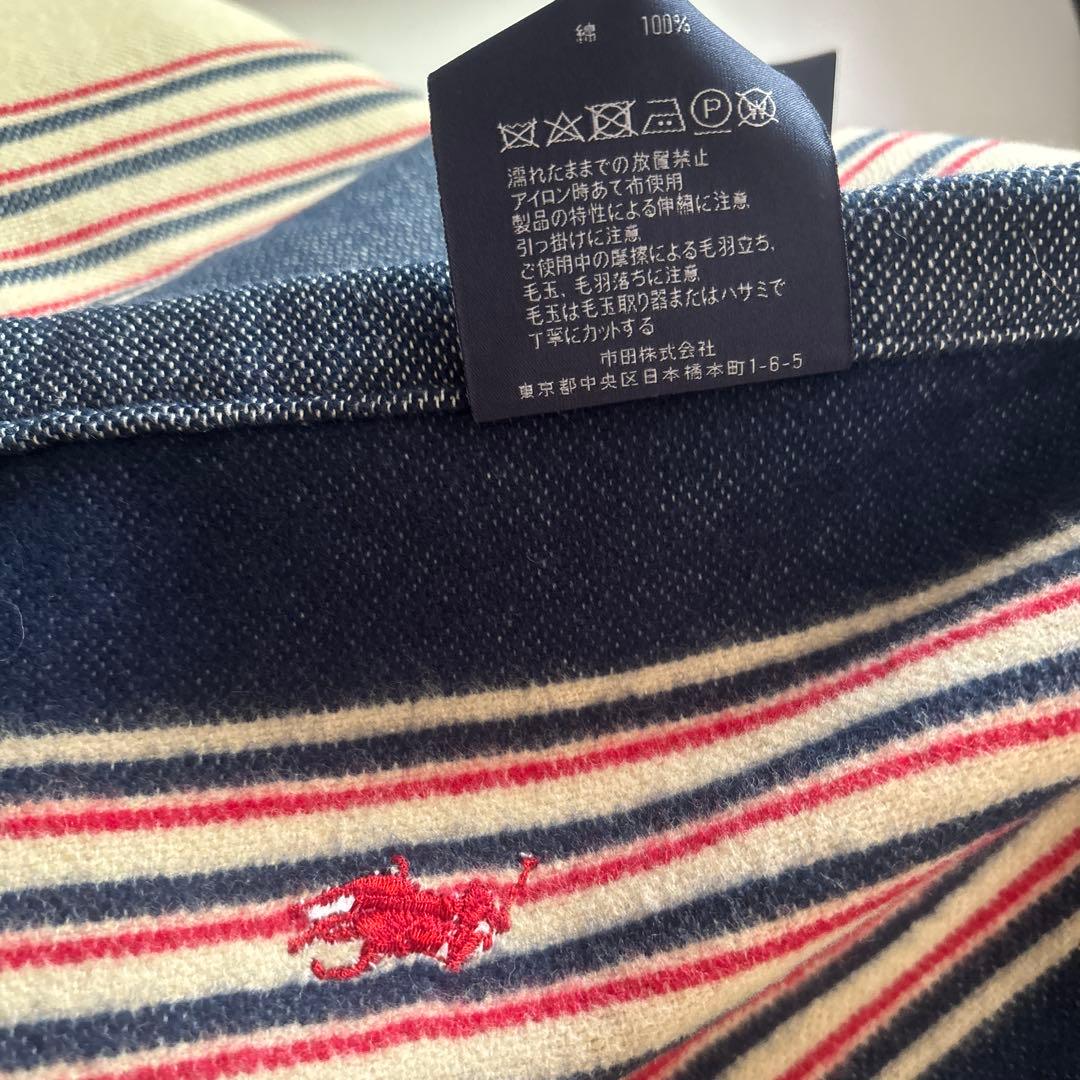 綿 100%
P W
濡れたままでの放置禁止
アイロン時あて布使用
製品の特性による伸縮に注意
引っ掛けに注意
ご使用中の摩擦による毛羽立ち、
毛玉、毛羽落ちに注意
毛玉は毛玉取り器またはハサミで
丁寧にカットする
市田株式会社
東京都中央区日本橋本町1-6-5